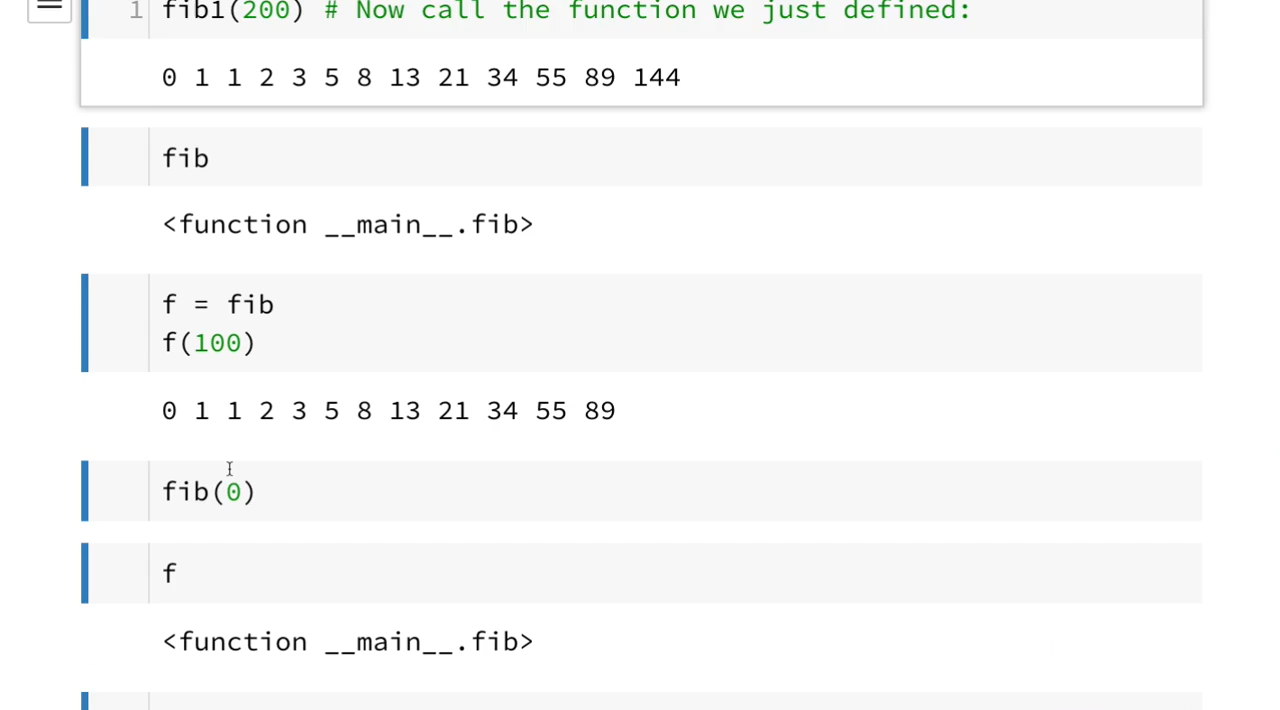 1 fib1(200) # Now call the function we just defined:
0 1 1 2 3 5 8 13 21 34 55 89 144
fib
<function __main__.fib>
f = fib
f(100)
0 1 1 2 3 5 8 13 21 34 55 89
fib(0)
f
<function __main__.fib>